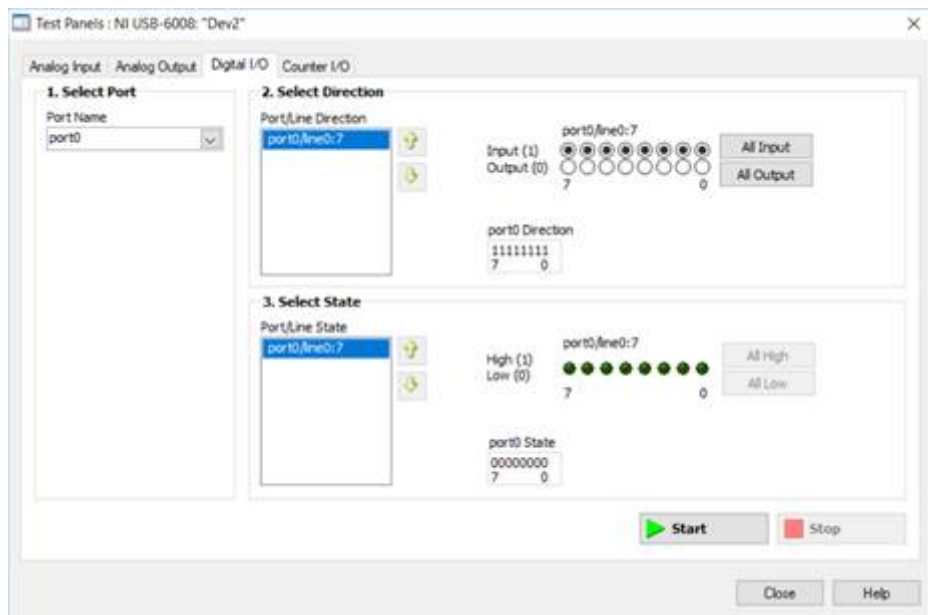 Test Panels : NI USB-6008: "Dev2"
Analog Input Analog Output Digital I/O Counter I/O
1. Select Port
Port Name
port0
2. Select Direction
Port/Line Direction
port0/line0:7
port0/line0:7
Input (1)
Output (0)
7 0
All Input
All Output
port0 Direction
11111111
7 0
3. Select State
Port/Line State
port0/line0:7
port0/line0:7
High (1)
Low (0)
7 0
All High
All Low
port0 State
00000000
7 0
Start Stop
Close Help